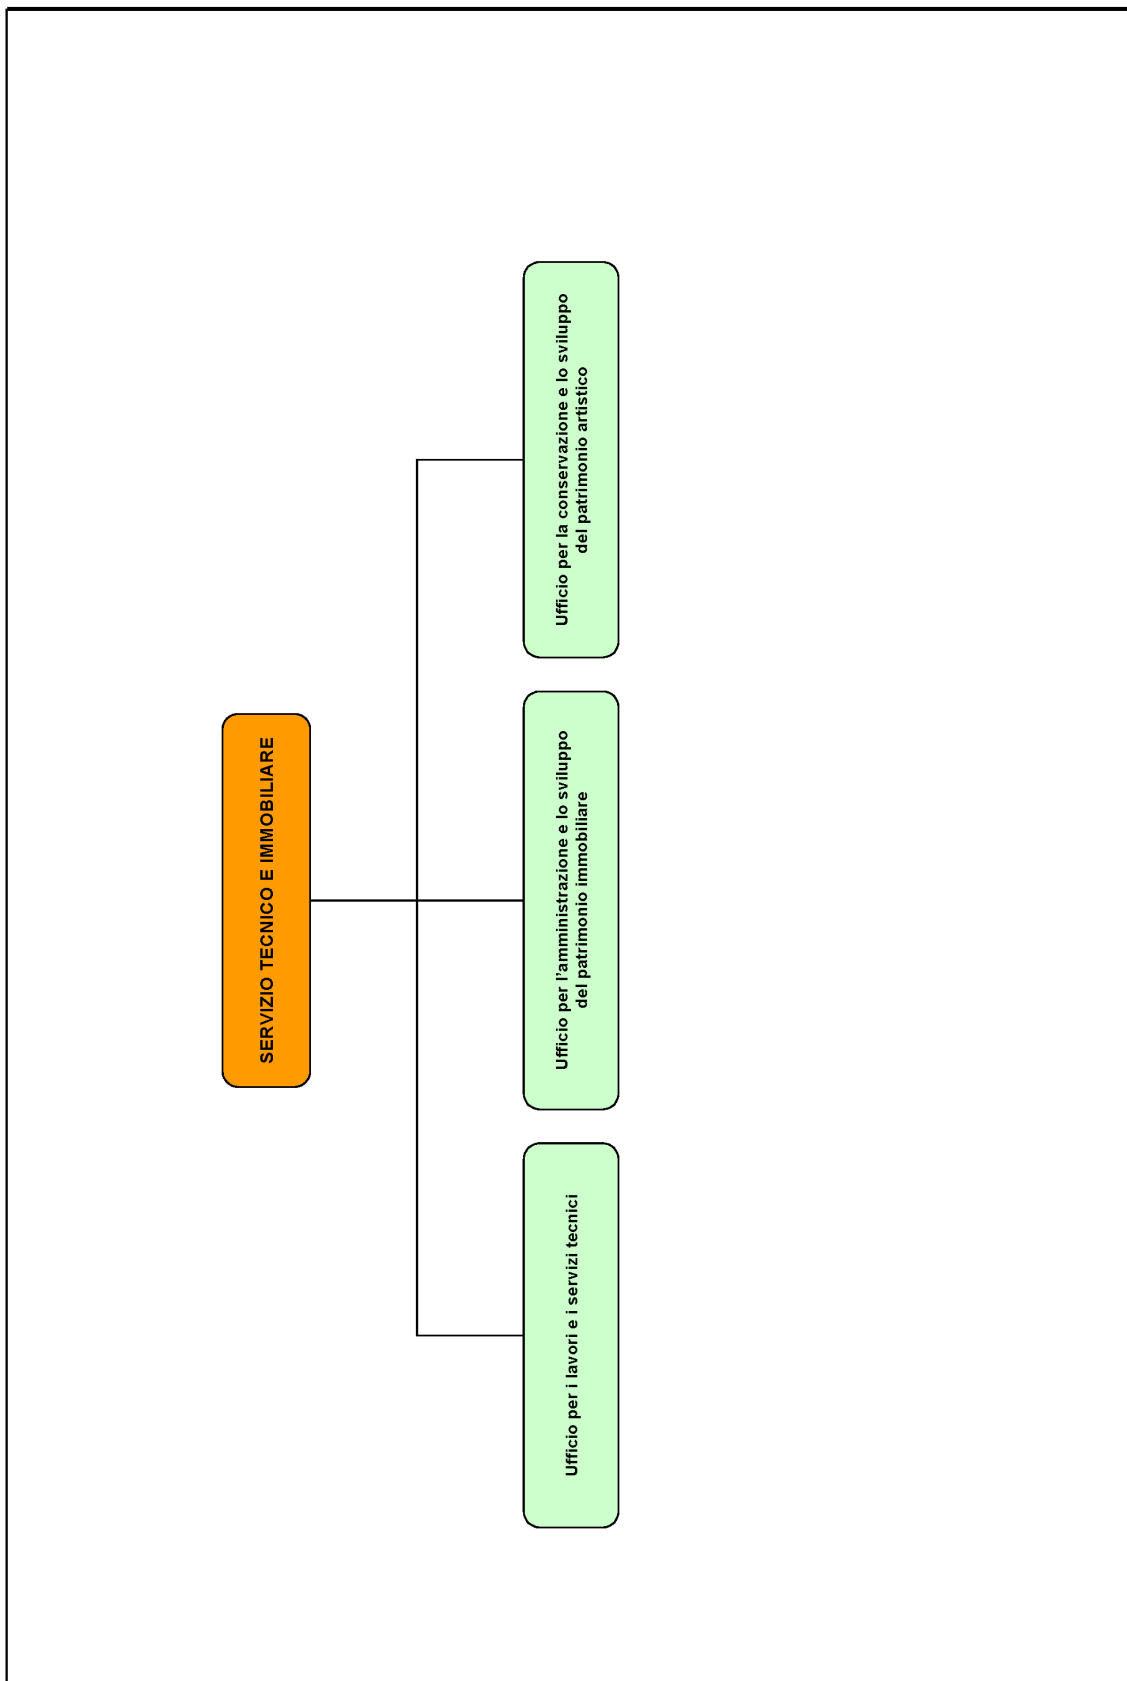 SERVIZIO TECNICO E IMMOBILIARE
Ufficio per i lavori e i servizi tecnici
Ufficio per l'amministrazione e lo sviluppo
del patrimonio immobiliare
Ufficio per la conservazione e lo sviluppo
del patrimonio artistico